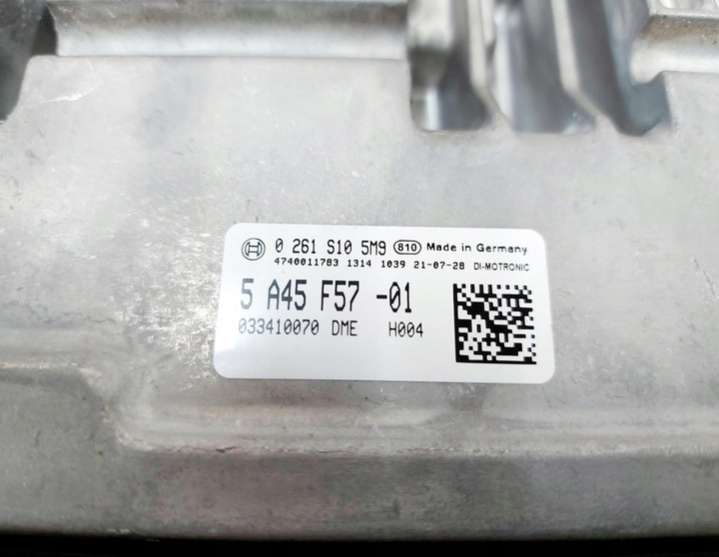 0 261 S10 5M9 810 Made in Germany
4740011783 1314 1039 21-07-28 DI-MOTRONIC
5 A45 F57 -01
033410070 DME H004